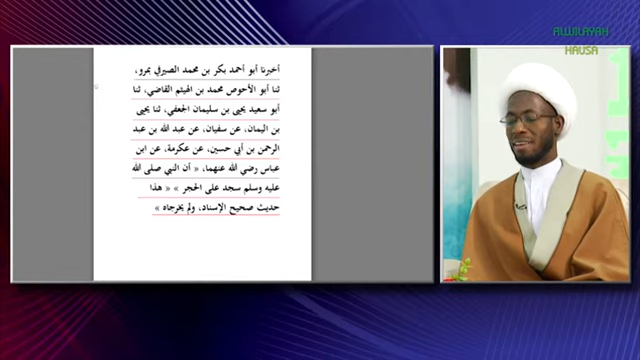 أخبرنا أبو أحمد بكر بن محمد الصيرفي بمرو،
ثنا أبو الأحوص محمد بن الهيثم القاضي، ثنا
أبو سعيد يحيى بن سليمان الجعفي، ثنا يحيى
بن اليمان، عن سفيان، عن عبد الله بن عبد
الرحمن بن أبي حسين، عن عكرمة، عن ابن
عباس رضي الله عنهما، « أن النبي صلى الله
عليه وسلم سجد على الحجر » « هذا
حديث صحيح الإسناد، ولم يخرجاه »
ALWILAYAH
HAUSA